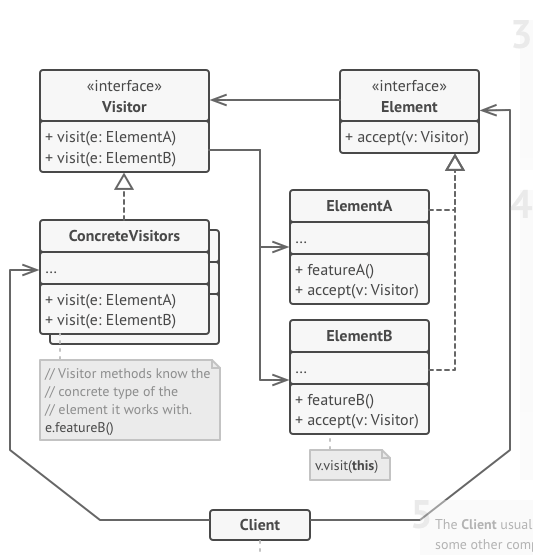 3
«interface»
Visitor
+ visit(e: ElementA)
+ visit(e: ElementB)
«interface»
Element
+ accept(v: Visitor)
4
ElementA
...
+ featureA()
+ accept(v: Visitor)
ConcreteVisitors
...
+ visit(e: ElementA)
+ visit(e: ElementB)
ElementB
...
+ featureB()
+ accept(v: Visitor)
// Visitor methods know the
// concrete type of the
// element it works with.
e.featureB()
v.visit(this)
Client
5
The Client usual
some other comp